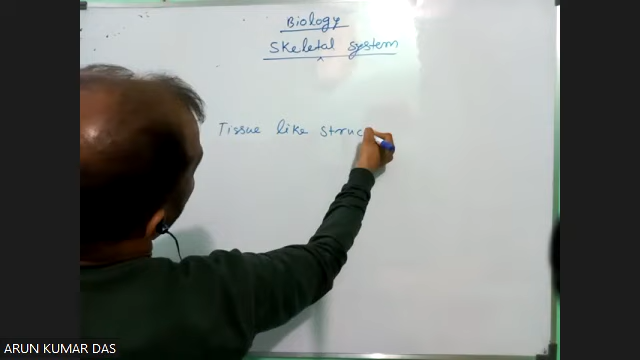 Biology
Skeletal system
Tissue like struc
ARUN KUMAR DAS